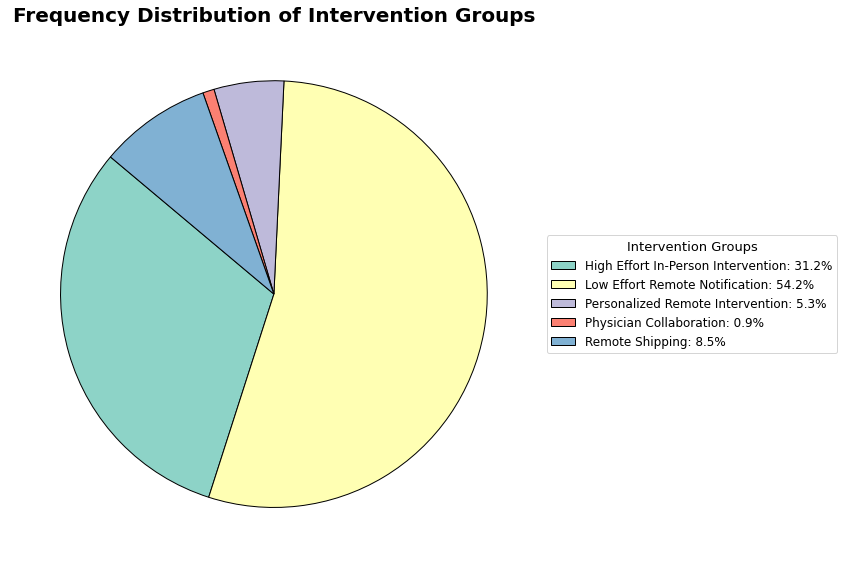 Frequency Distribution of Intervention Groups
Intervention Groups
High Effort In-Person Intervention: 31.2%
Low Effort Remote Notification: 54.2%
Personalized Remote Intervention: 5.3%
Physician Collaboration: 0.9%
Remote Shipping: 8.5%